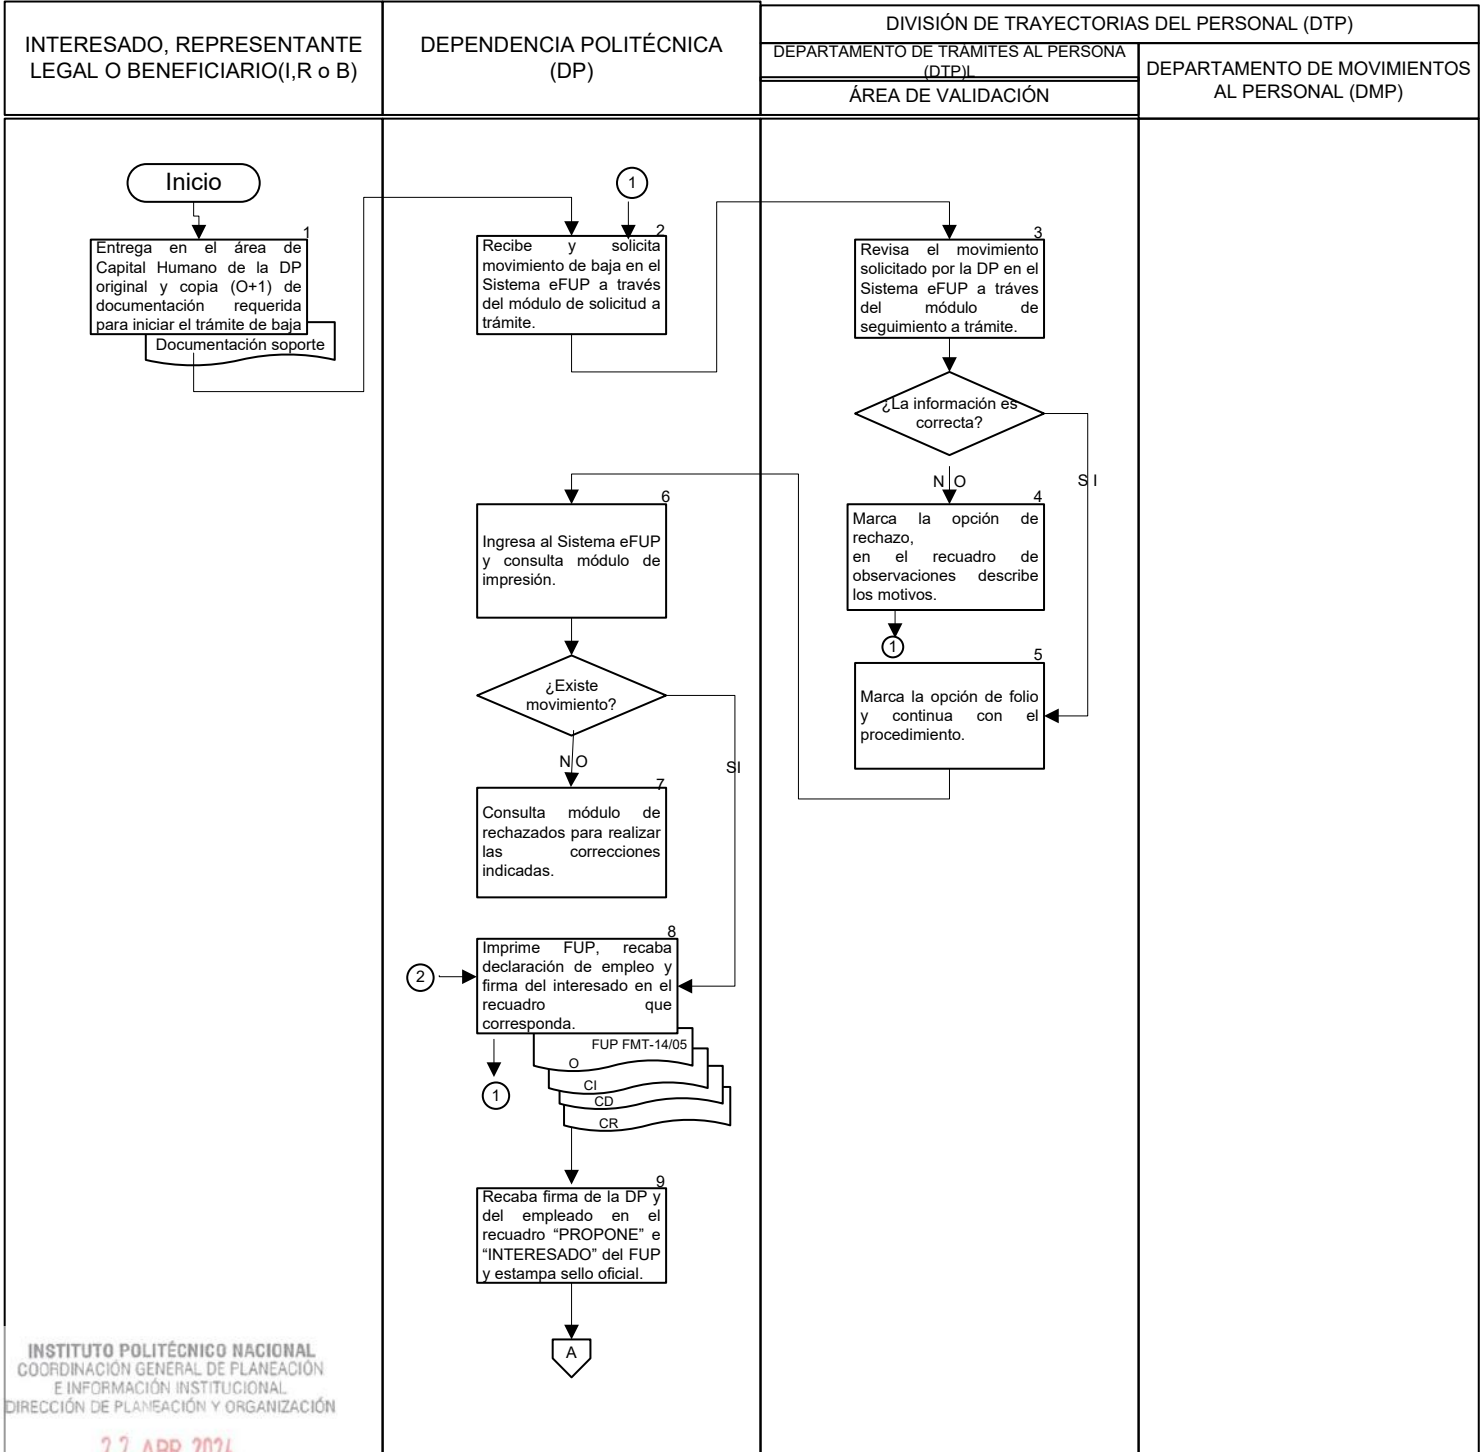 INTERESADO, REPRESENTANTE
LEGAL O BENEFICIARIO(I,R o B)
DEPENDENCIA POLITÉCNICA
(DP)
DIVISIÓN DE TRAYECTORIAS DEL PERSONAL (DTP)
DEPARTAMENTO DE TRÁMITES AL PERSONA
(DTP)L
ÁREA DE VALIDACIÓN
DEPARTAMENTO DE MOVIMIENTOS
AL PERSONAL (DMP)
Inicio
1
Entrega en el área de
Capital Humano de la DP
original y copia (O+1) de
documentación requerida
para iniciar el trámite de baja
Documentación soporte
1
2
Recibe y solicita
movimiento de baja en el
Sistema eFUP a través
del módulo de solicitud a
trámite.
3
Revisa el movimiento
solicitado por la DP en el
Sistema eFUP a tráves
del módulo de
seguimiento a trámite.
¿La información es
correcta?
N O
S I
4
Marca la opción de
rechazo,
en el recuadro de
observaciones describe
los motivos.
1
5
Marca la opción de folio
y continua con el
procedimiento.
6
Ingresa al Sistema eFUP
y consulta módulo de
impresión.
¿Existe
movimiento?
N O
SI
7
Consulta módulo de
rechazados para realizar
las correcciones
indicadas.
8
Imprime FUP, recaba
declaración de empleo y
firma del interesado en el
recuadro que
corresponda.
2
FUP FMT-14/05
O
CI
CD
CR
1
9
Recaba firma de la DP y
del empleado en el
recuadro “PROPONE” e
“INTERESADO” del FUP
y estampa sello oficial.
A
INSTITUTO POLITÉCNICO NACIONAL
COORDINACIÓN GENERAL DE PLANEACIÓN
E INFORMACIÓN INSTITUCIONAL
DIRECCIÓN DE PLANEACIÓN Y ORGANIZACIÓN
22 ABR 2024